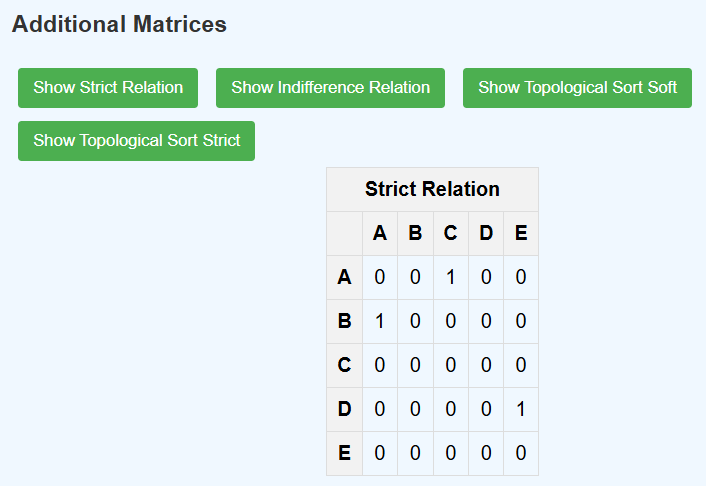 Additional Matrices
Show Strict Relation Show Indifference Relation Show Topological Sort Soft
Show Topological Sort Strict
Strict Relation
A B C D E
A 0 0 1 0 0
B 1 0 0 0 0
C 0 0 0 0 0
D 0 0 0 0 1
E 0 0 0 0 0